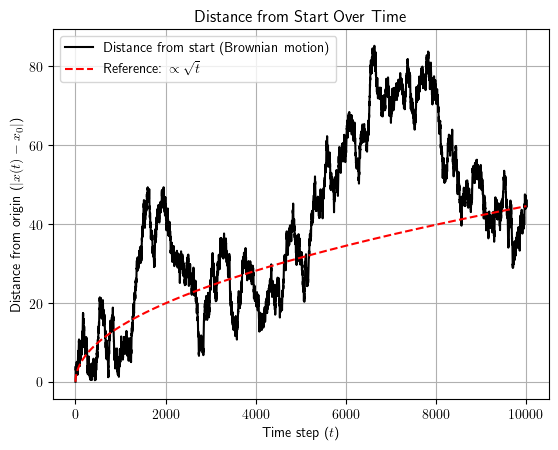 Distance from Start Over Time
Distance from start (Brownian motion)
Reference: ∝√t
Distance from origin (|x(t) − x₀|)
80
60
40
20
0
0 2000 4000 6000 8000 10000
Time step (t)